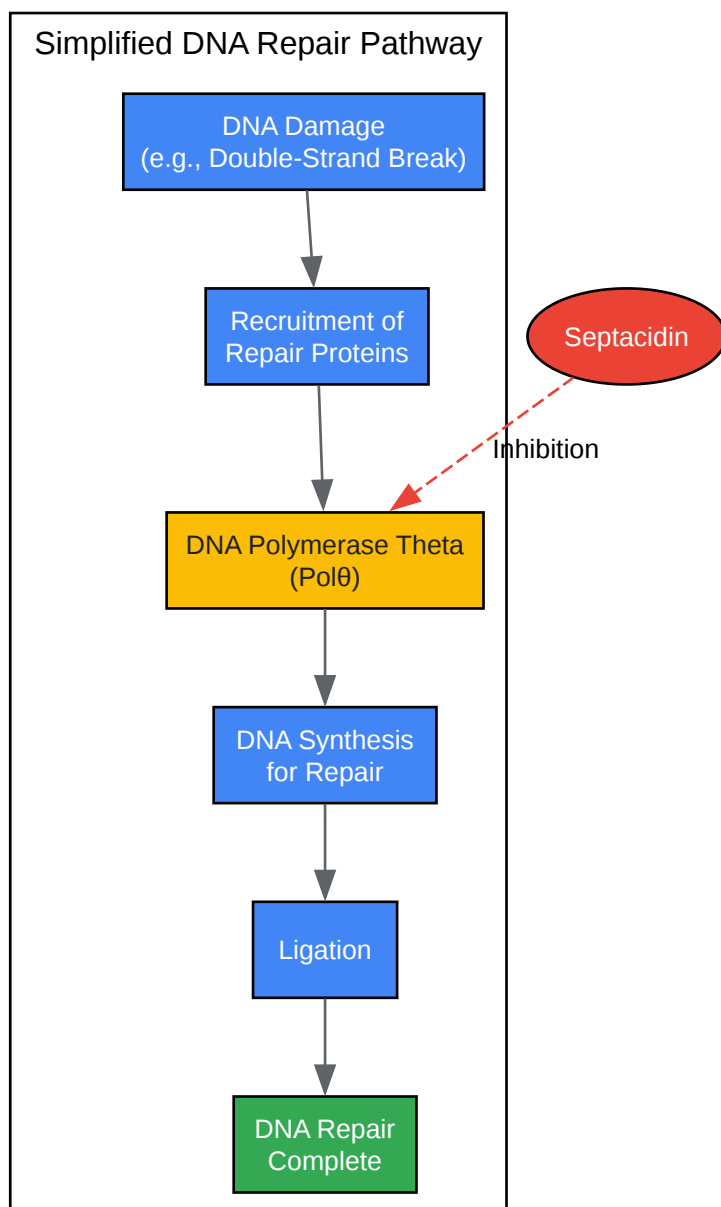 Simplified DNA Repair Pathway
DNA Damage
(e.g., Double-Strand Break)
Recruitment of
Repair Proteins
Septacidin
Inhibition
DNA Polymerase Theta
(Polθ)
DNA Synthesis
for Repair
Ligation
DNA Repair
Complete